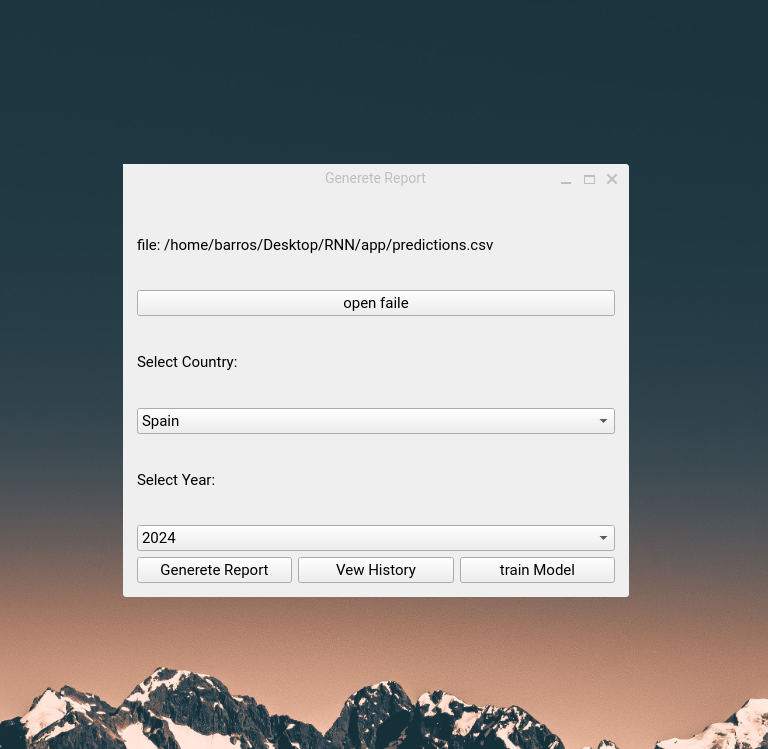 Generete Report
file: /home/barros/Desktop/RNN/app/predictions.csv
open faile
Select Country:
Spain
Select Year:
2024
Generete Report Vew History train Model